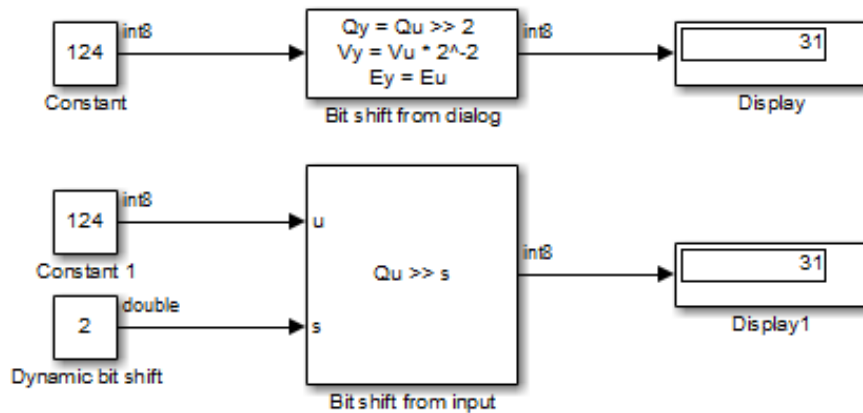 124
int8
Constant
Qy = Qu >> 2
Vy = Vu * 2^-2
Ey = Eu
Bit shift from dialog
int8
31
Display
124
int8
Constant 1
2
double
Dynamic bit shift
u
Qu >> s
s
Bit shift from input
int8
31
Display1